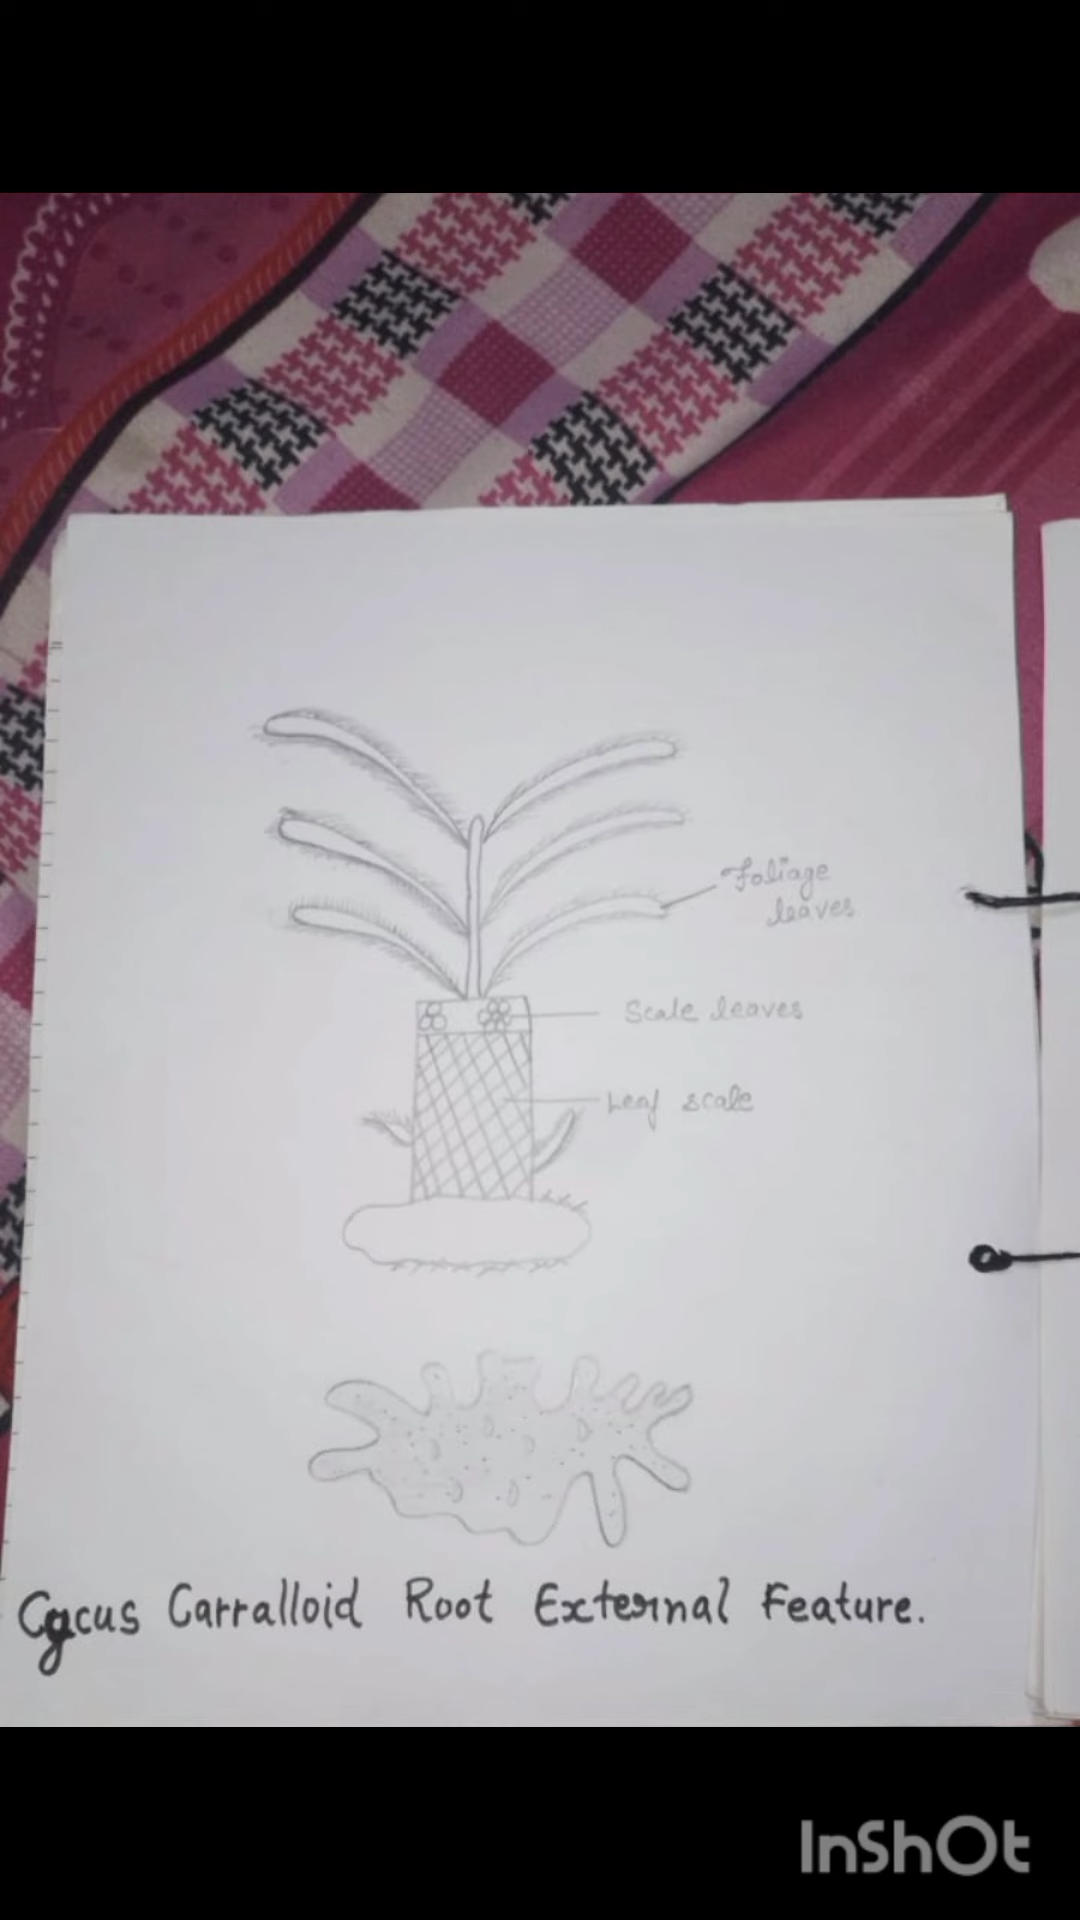 Foliage
leaves
Scale leaves
Leaf scale
Cycus Carralloid Root External Feature.
InShOt